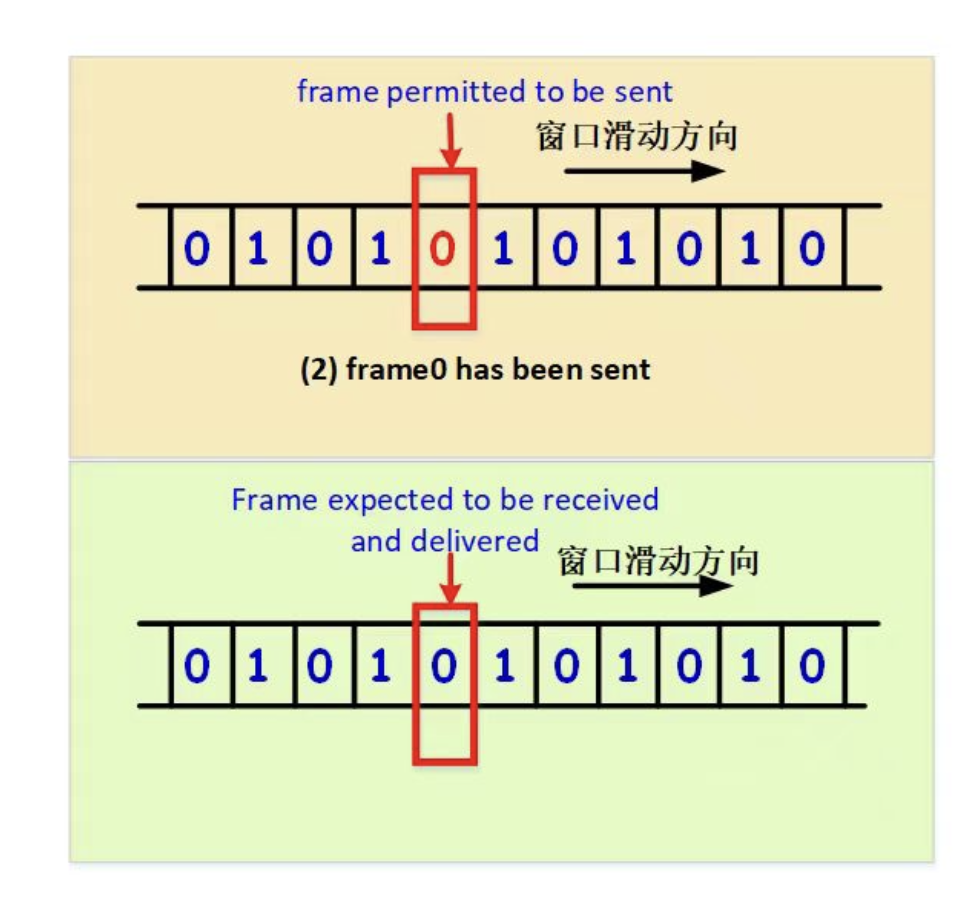 frame permitted to be sent
窗口滑动方向
0 1 0 1 0 1 0 1 0 1 0
(2) frame0 has been sent
Frame expected to be received
and delivered
窗口滑动方向
0 1 0 1 0 1 0 1 0 1 0